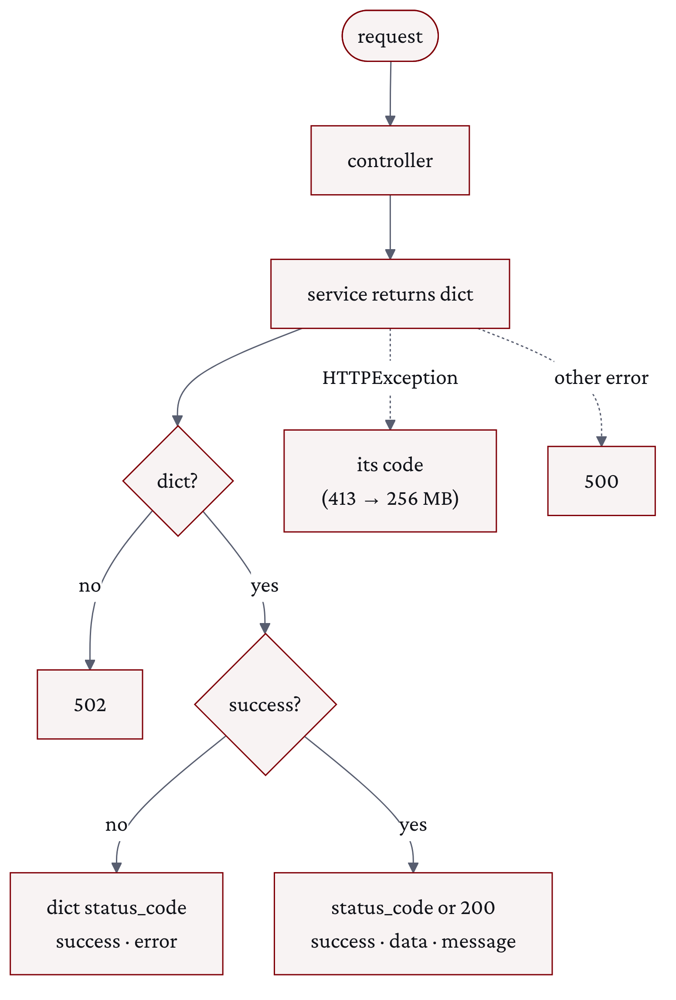 request
controller
service returns dict
HTTPException
other error
dict?
its code
(413 → 256 MB)
500
no
yes
502
success?
no
yes
dict status_code
success · error
status_code or 200
success · data · message